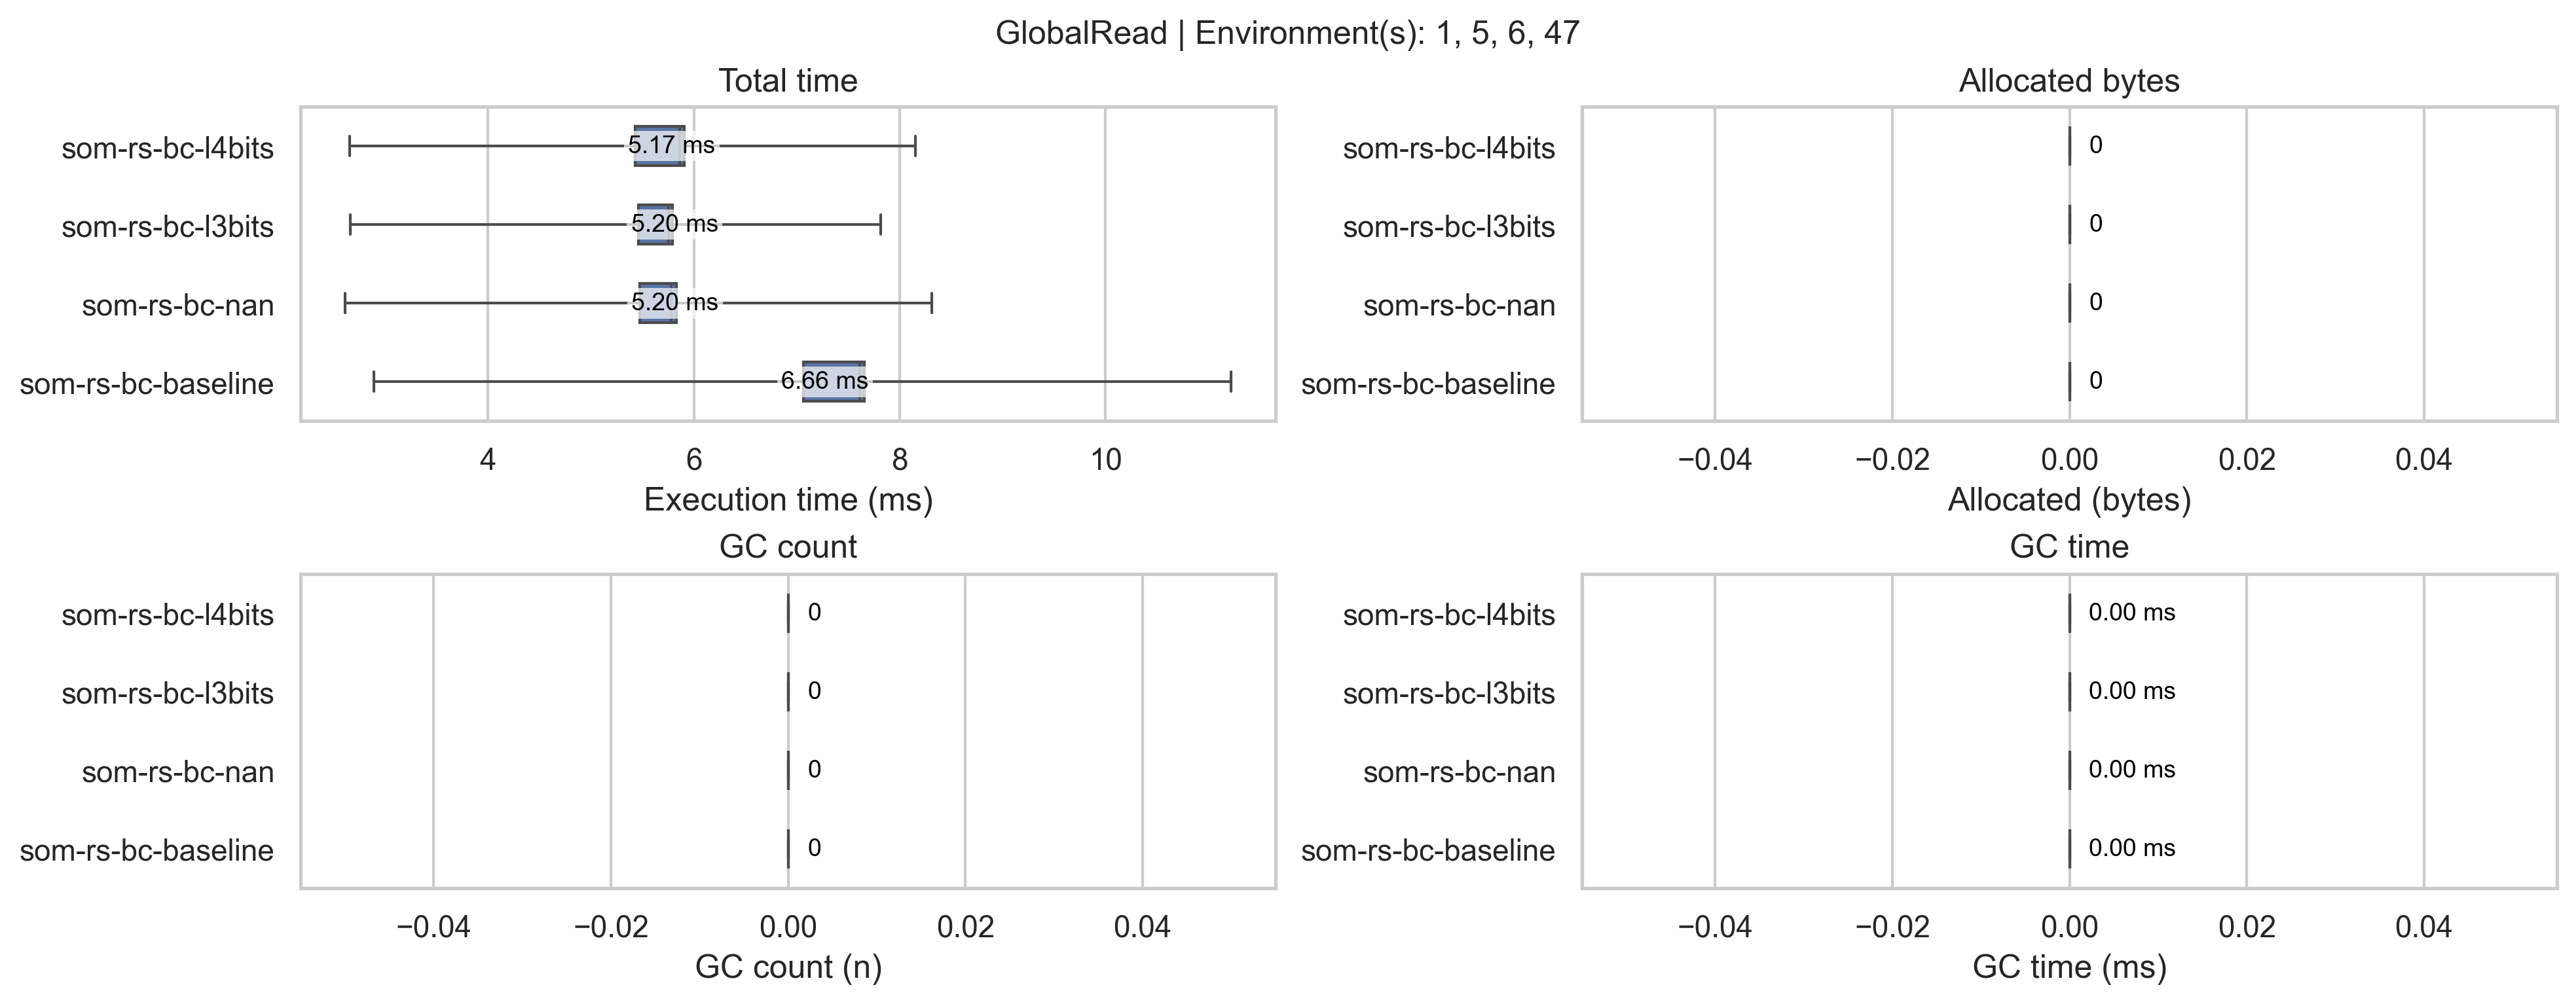 GlobalRead | Environment(s): 1, 5, 6, 47
Total time
som-rs-bc-l4bits
5.17 ms
som-rs-bc-l3bits
5.20 ms
som-rs-bc-nan
5.20 ms
som-rs-bc-baseline
6.66 ms
4 6 8 10
Execution time (ms)
Allocated bytes
som-rs-bc-l4bits
0
som-rs-bc-l3bits
0
som-rs-bc-nan
0
som-rs-bc-baseline
0
−0.04 −0.02 0.00 0.02 0.04
Allocated (bytes)
GC count
som-rs-bc-l4bits
0
som-rs-bc-l3bits
0
som-rs-bc-nan
0
som-rs-bc-baseline
0
−0.04 −0.02 0.00 0.02 0.04
GC count (n)
GC time
som-rs-bc-l4bits
0.00 ms
som-rs-bc-l3bits
0.00 ms
som-rs-bc-nan
0.00 ms
som-rs-bc-baseline
0.00 ms
−0.04 −0.02 0.00 0.02 0.04
GC time (ms)